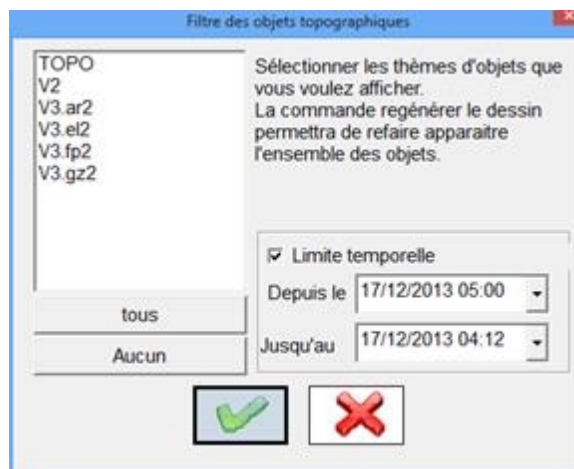 Filtre des objets topographiques
TOPO
V2
V3.ar2
V3.el2
V3.fp2
V3.gz2
Sélectionner les thèmes d'objets que
vous voulez afficher.
La commande regénérer le dessin
permettra de refaire apparaitre
l'ensemble des objets.
Limite temporelle
Depuis le 17/12/2013 05:00
Jusqu'au 17/12/2013 04:12
tous
Aucun